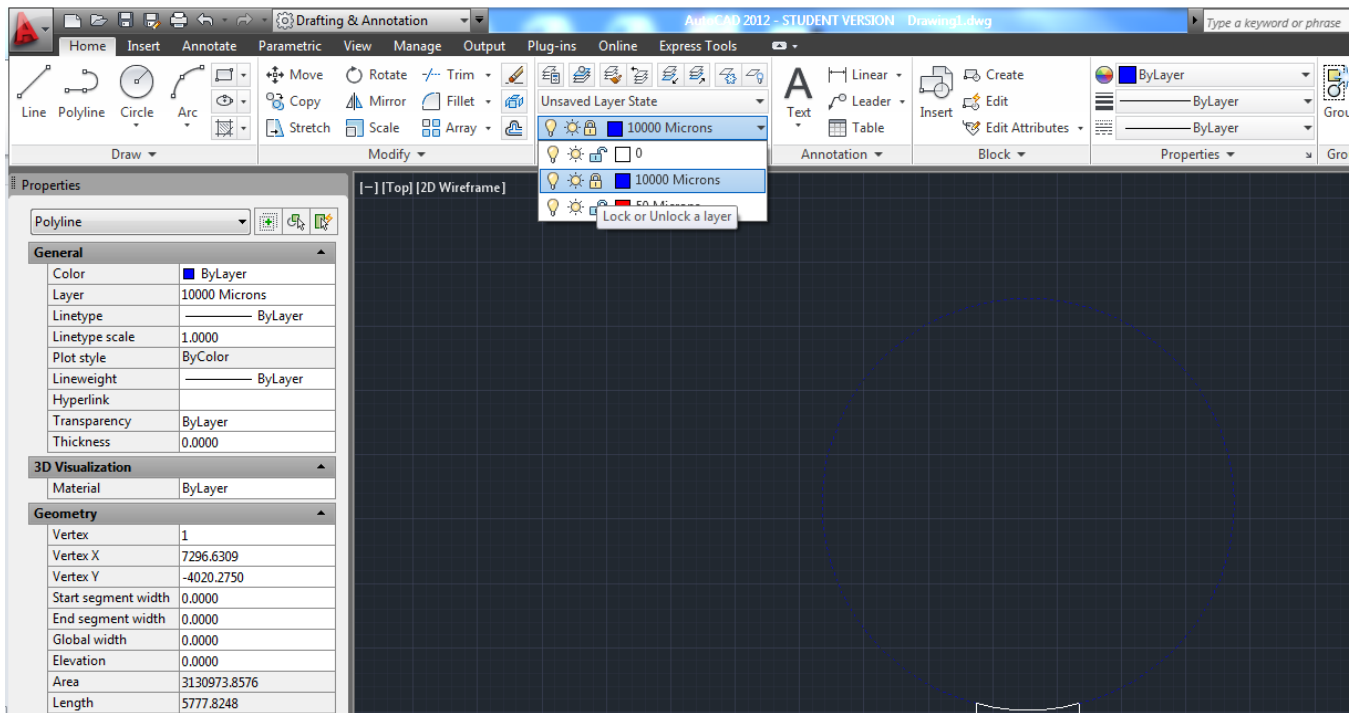 Drafting & Annotation
AutoCAD 2012 - STUDENT VERSION Drawing1.dwg
Type a keyword or phrase
Home Insert Annotate Parametric View Manage Output Plug-ins Online Express Tools
Move Rotate Trim
Line Polyline Circle Arc
Copy Mirror Fillet
Stretch Scale Array
Unsaved Layer State
10000 Microns
Text
Linear
Leader
Table
Insert
Create
Edit
Edit Attributes
ByLayer
ByLayer
ByLayer
Grou
Draw Modify Annotation Block Properties Gro
0
10000 Microns
50 Microns
Lock or Unlock a layer
[−] [Top] [2D Wireframe]
Properties
Polyline
General
Color ByLayer
Layer 10000 Microns
Linetype ByLayer
Linetype scale 1.0000
Plot style ByColor
Lineweight ByLayer
Hyperlink
Transparency ByLayer
Thickness 0.0000
3D Visualization
Material ByLayer
Geometry
Vertex 1
Vertex X 7296.6309
Vertex Y -4020.2750
Start segment width 0.0000
End segment width 0.0000
Global width 0.0000
Elevation 0.0000
Area 3130973.8576
Length 5777.8248